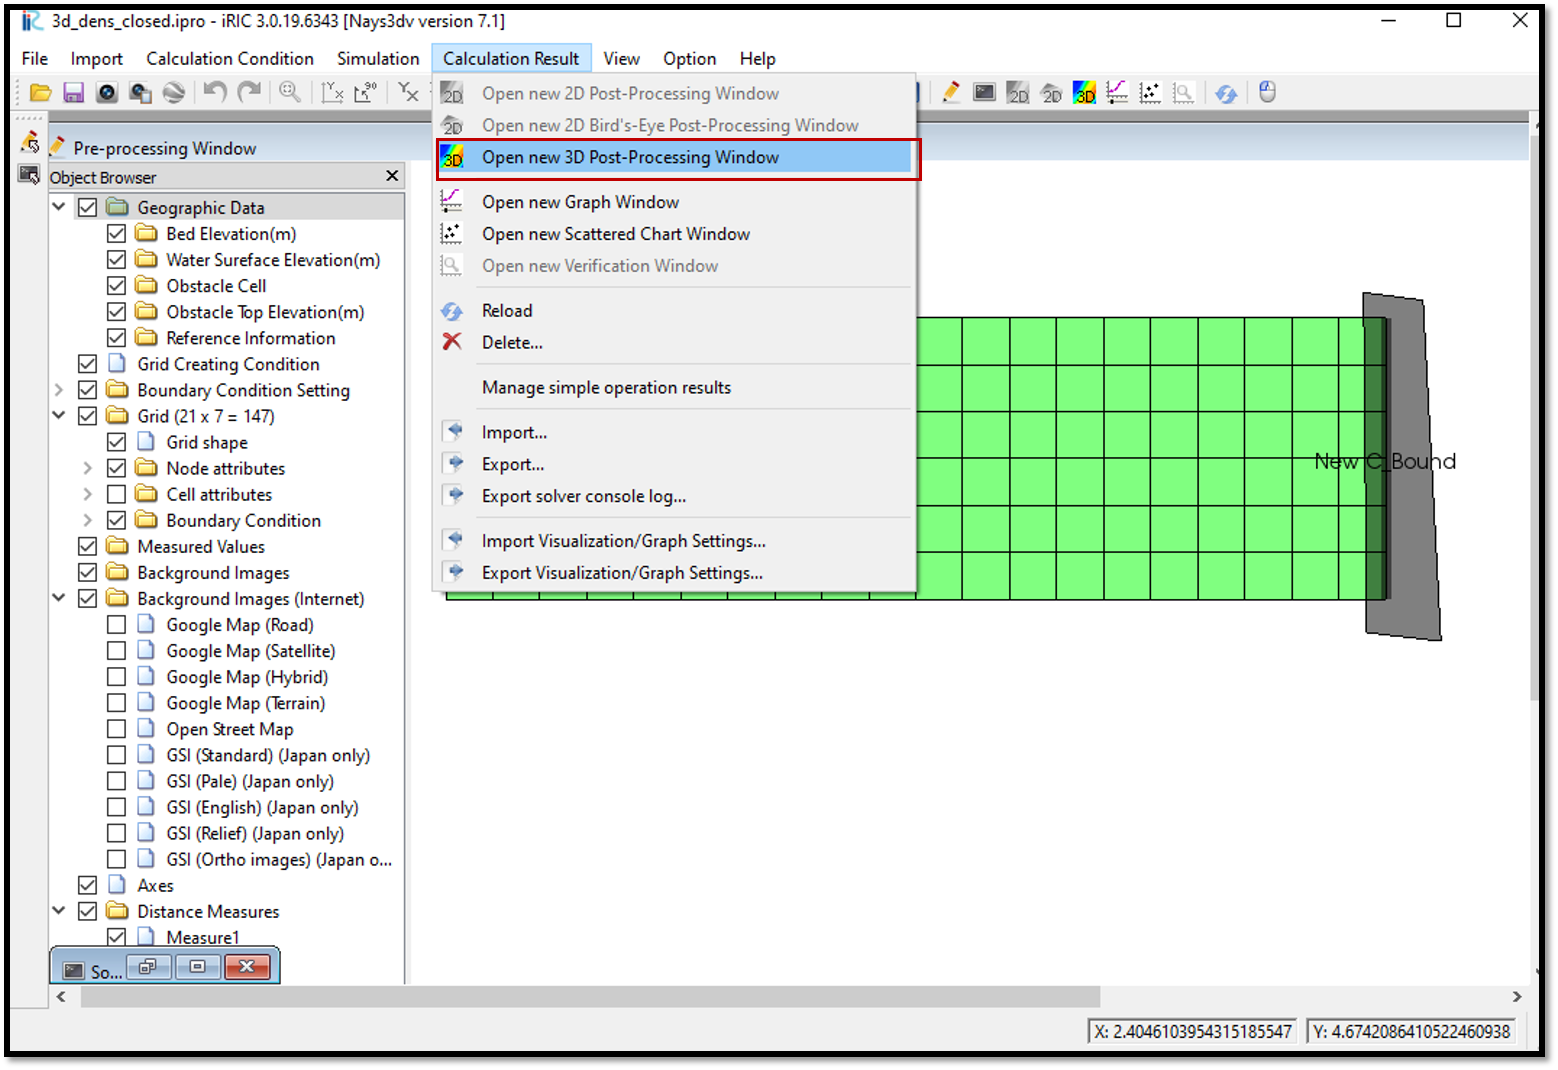 3d_dens_closed.ipro - iRIC 3.0.19.6343 [Nays3dv version 7.1]
File Import Calculation Condition Simulation Calculation Result View Option Help
Open new 2D Post-Processing Window
Open new 2D Bird's-Eye Post-Processing Window
Open new 3D Post-Processing Window
Open new Graph Window
Open new Scattered Chart Window
Open new Verification Window
Reload
Delete...
Manage simple operation results
Import...
Export...
Export solver console log...
Import Visualization/Graph Settings...
Export Visualization/Graph Settings...
Pre-processing Window
Object Browser
Geographic Data
Bed Elevation(m)
Water Sureface Elevation(m)
Obstacle Cell
Obstacle Top Elevation(m)
Reference Information
Grid Creating Condition
Boundary Condition Setting
Grid (21 x 7 = 147)
Grid shape
Node attributes
Cell attributes
Boundary Condition
Measured Values
Background Images
Background Images (Internet)
Google Map (Road)
Google Map (Satellite)
Google Map (Hybrid)
Google Map (Terrain)
Open Street Map
GSI (Standard) (Japan only)
GSI (Pale) (Japan only)
GSI (English) (Japan only)
GSI (Relief) (Japan only)
GSI (Ortho images) (Japan o...
Axes
Distance Measures
Measure1
So...
New C_Bound
X: 2.4046103954315185547
Y: 4.6742086410522460938